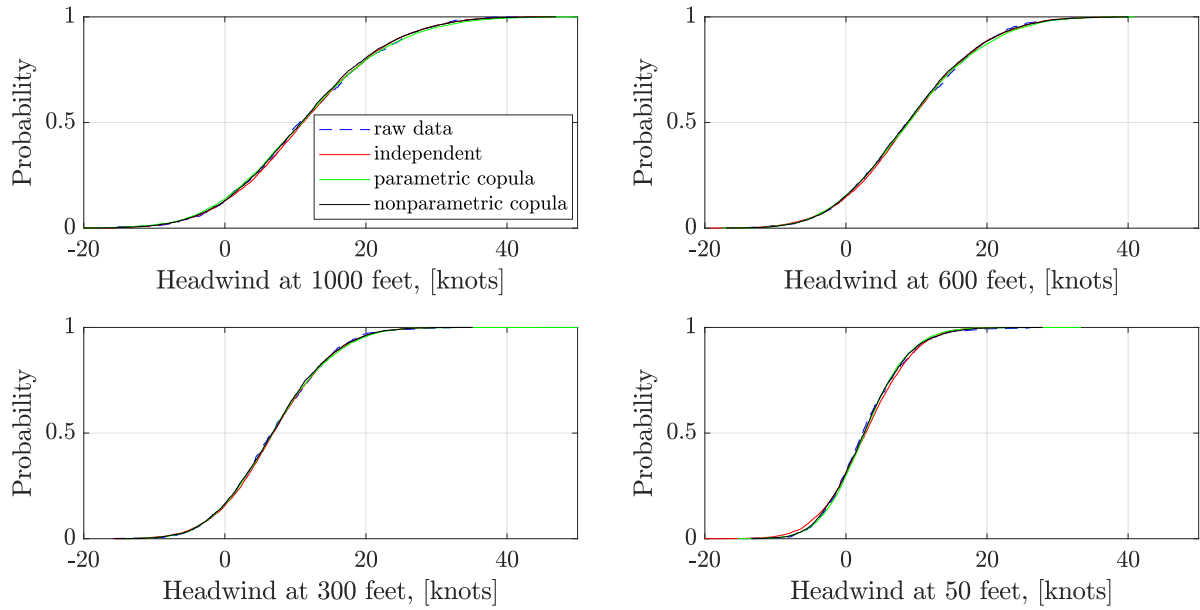 1
0.5
0
Probability
-20 0 20 40
Headwind at 1000 feet, [knots]
raw data
independent
parametric copula
nonparametric copula
1
0.5
0
Probability
-20 0 20 40
Headwind at 600 feet, [knots]
1
0.5
0
Probability
-20 0 20 40
Headwind at 300 feet, [knots]
1
0.5
0
Probability
-20 0 20 40
Headwind at 50 feet, [knots]